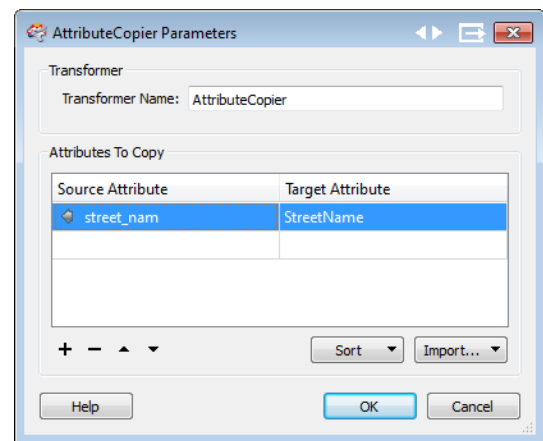 AttributeCopier Parameters
Transformer
Transformer Name: AttributeCopier
Attributes To Copy
Source Attribute Target Attribute
street_nam StreetName
Sort Import...
Help OK Cancel